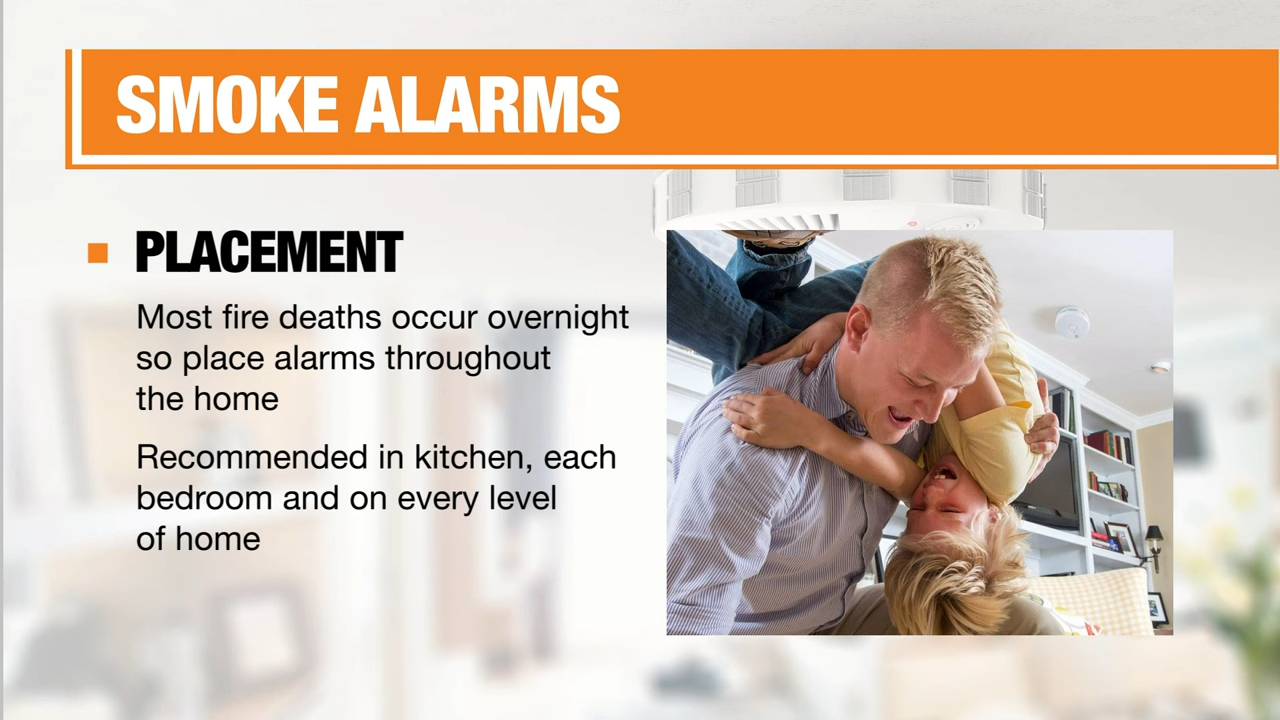 SMOKE ALARMS
PLACEMENT
Most fire deaths occur overnight
so place alarms throughout
the home
Recommended in kitchen, each
bedroom and on every level
of home